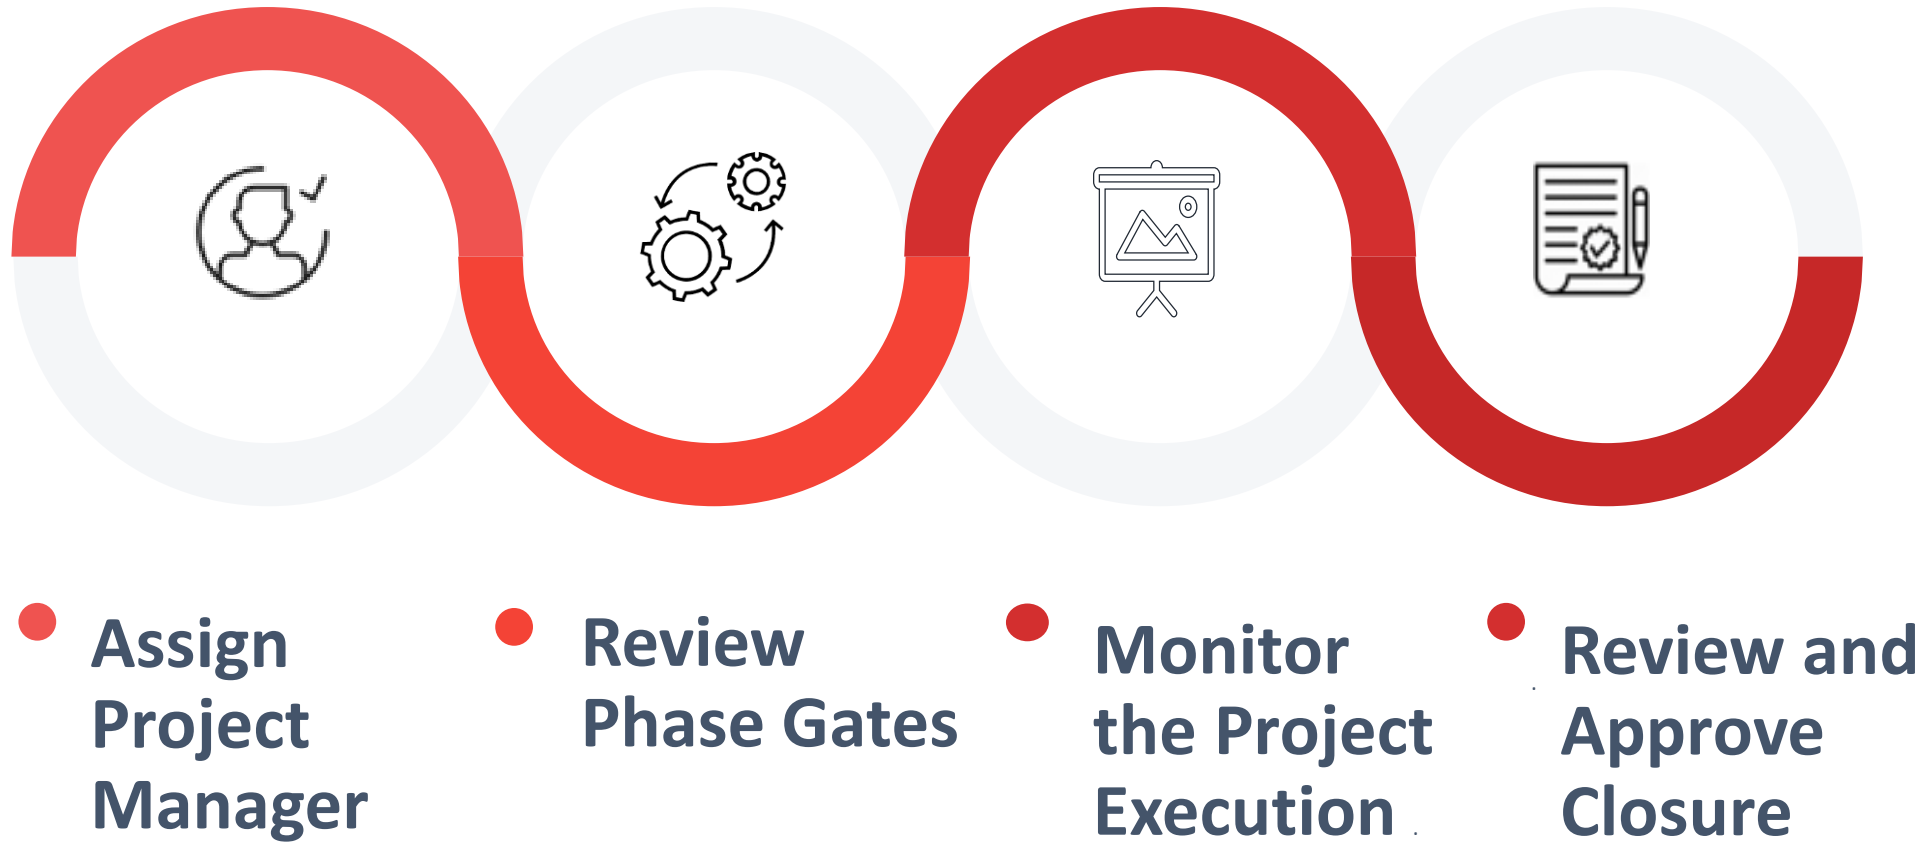 Assign
Project
Manager
Review
Phase Gates
Monitor
the Project
Execution
Review and
Approve
Closure